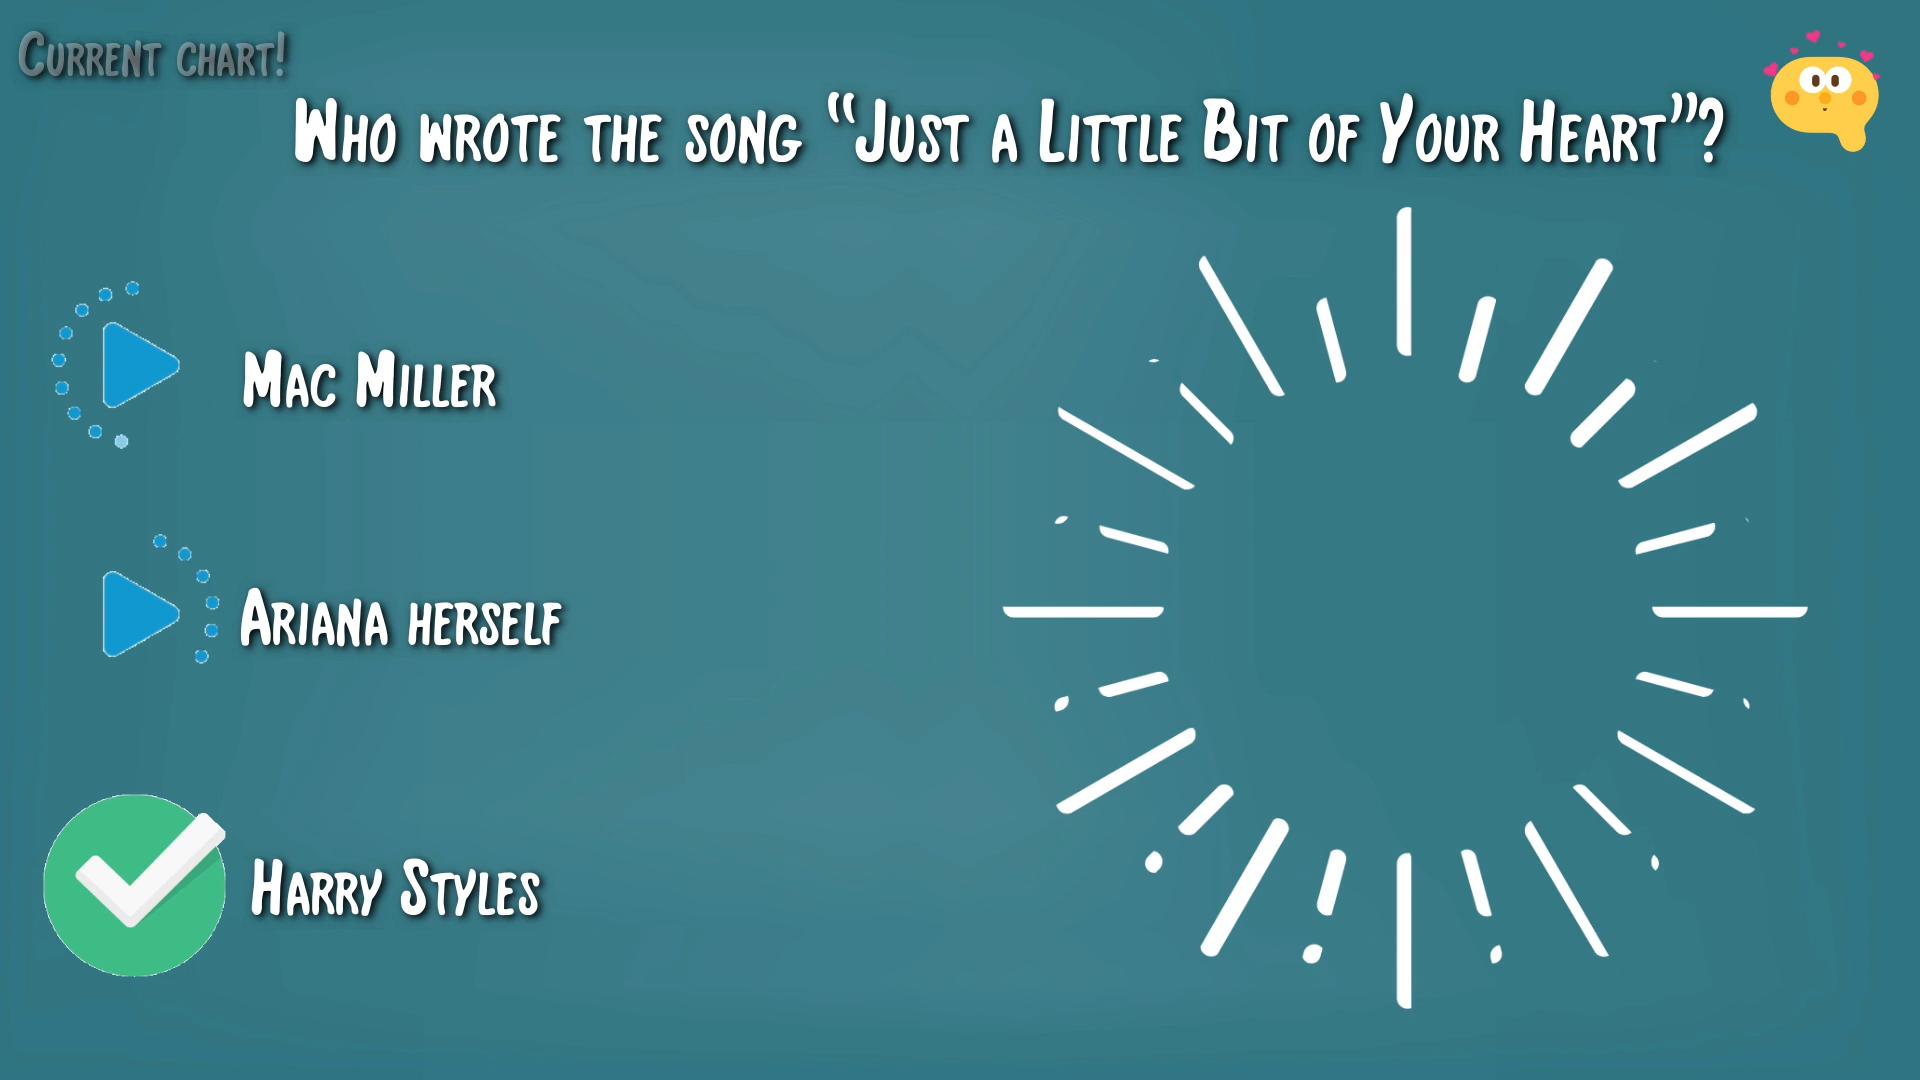 Current chart!
Who wrote the song “Just a Little Bit of Your Heart”?
Mac Miller
Ariana herself
Harry Styles